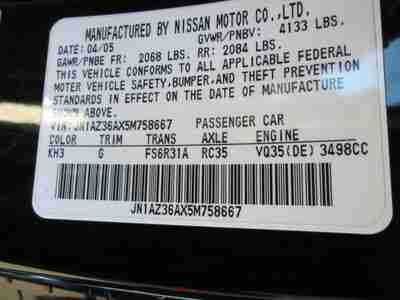 MANUFACTURED BY NISSAN MOTOR CO.,LTD.
DATE: 04/05 GVWR/PNBV: 4133 LBS.
GAWR/PNBE FR: 2068 LBS. RR: 2084 LBS.
THIS VEHICLE CONFORMS TO ALL APPLICABLE FEDERAL
MOTOR VEHICLE SAFETY,BUMPER,AND THEFT PREVENTION
STANDARDS IN EFFECT ON THE DATE OF MANUFACTURE
SHOWN ABOVE.
VIN:JN1AZ36AX5M758667 PASSENGER CAR
COLOR TRIM TRANS AXLE ENGINE
KH3 G FS6R31A RC35 VQ35(DE) 3498CC
JN1AZ36AX5M758667